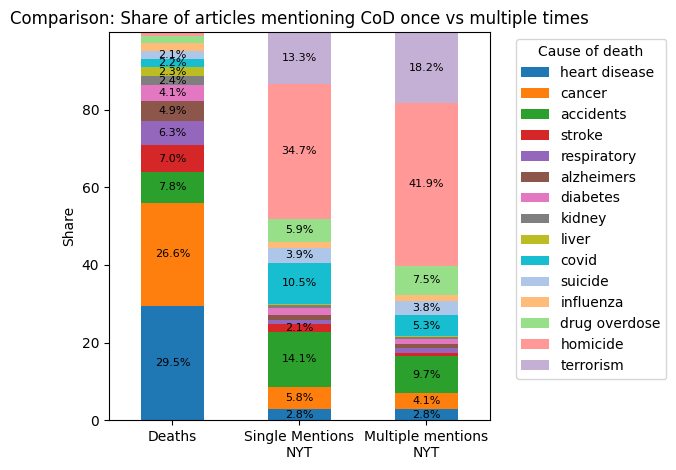 Comparison: Share of articles mentioning CoD once vs multiple times
Share
80
60
40
20
0
2.1%
2.2%
2.3%
2.4%
4.1%
4.9%
6.3%
7.0%
7.8%
26.6%
29.5%
13.3%
34.7%
5.9%
3.9%
10.5%
2.1%
14.1%
5.8%
2.8%
18.2%
41.9%
7.5%
3.8%
5.3%
9.7%
4.1%
2.8%
Deaths
Single Mentions
NYT
Multiple mentions
NYT
Cause of death
heart disease
cancer
accidents
stroke
respiratory
alzheimers
diabetes
kidney
liver
covid
suicide
influenza
drug overdose
homicide
terrorism